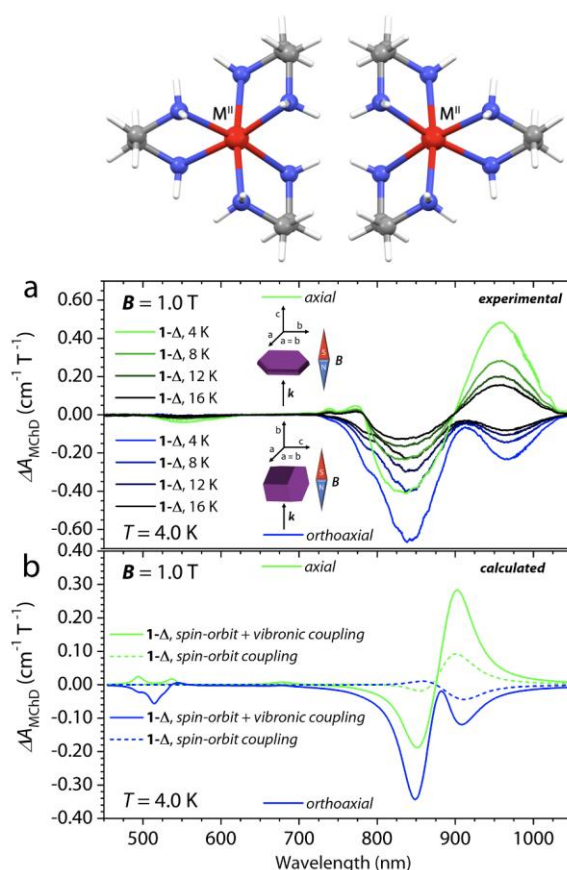 M^II M^II
a
B = 1.0 T axial experimental
1-Δ, 4 K
1-Δ, 8 K
1-Δ, 12 K
1-Δ, 16 K
c
a b
a = b
S
N
B
k
0.60
0.40
0.20
0.00
-0.20
-0.40
-0.60
ΔA_MChD (cm⁻¹ T⁻¹)
1-Δ, 4 K
1-Δ, 8 K
1-Δ, 12 K
1-Δ, 16 K
b
a c
a = b
S
N
B
k
T = 4.0 K orthoaxial
b
B = 1.0 T axial calculated
1-Δ, spin-orbit + vibronic coupling
1-Δ, spin-orbit coupling
1-Δ, spin-orbit + vibronic coupling
1-Δ, spin-orbit coupling
0.40
0.30
0.20
0.10
0.00
-0.10
-0.20
-0.30
-0.40
ΔA_MChD (cm⁻¹ T⁻¹)
T = 4.0 K orthoaxial
500 600 700 800 900 1000
Wavelength (nm)